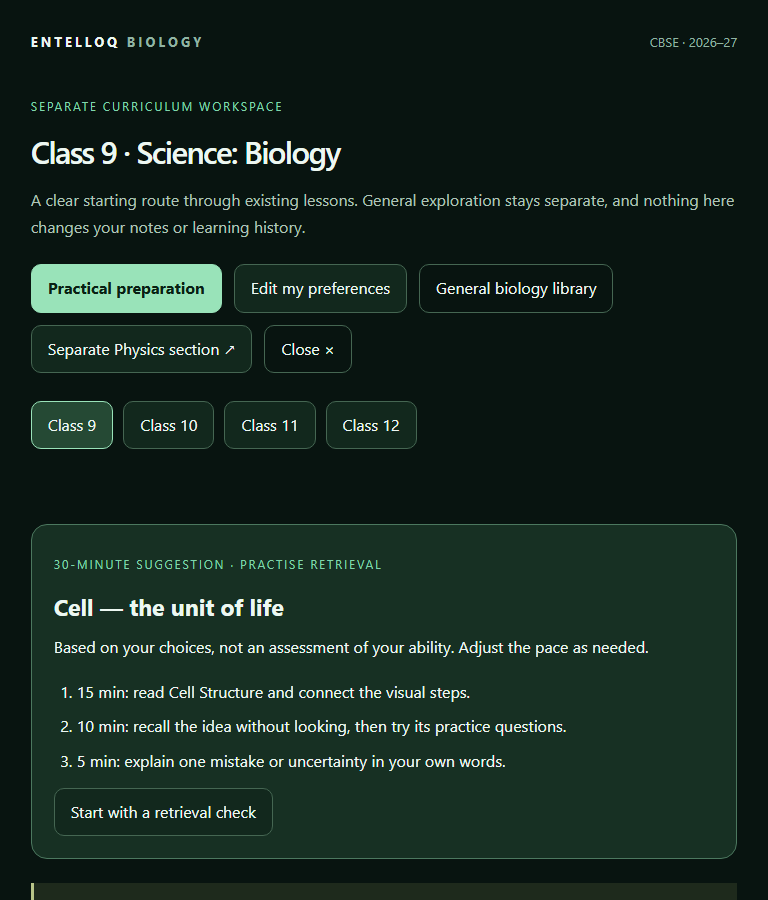 ENTELLOQ BIOLOGY
CBSE · 2026–27
SEPARATE CURRICULUM WORKSPACE
Class 9 · Science: Biology
A clear starting route through existing lessons. General exploration stays separate, and nothing here
changes your notes or learning history.
Practical preparation
Edit my preferences
General biology library
Separate Physics section ↗
Close ×
Class 9
Class 10
Class 11
Class 12
30-MINUTE SUGGESTION · PRACTISE RETRIEVAL
Cell — the unit of life
Based on your choices, not an assessment of your ability. Adjust the pace as needed.
1. 15 min: read Cell Structure and connect the visual steps.
2. 10 min: recall the idea without looking, then try its practice questions.
3. 5 min: explain one mistake or uncertainty in your own words.
Start with a retrieval check